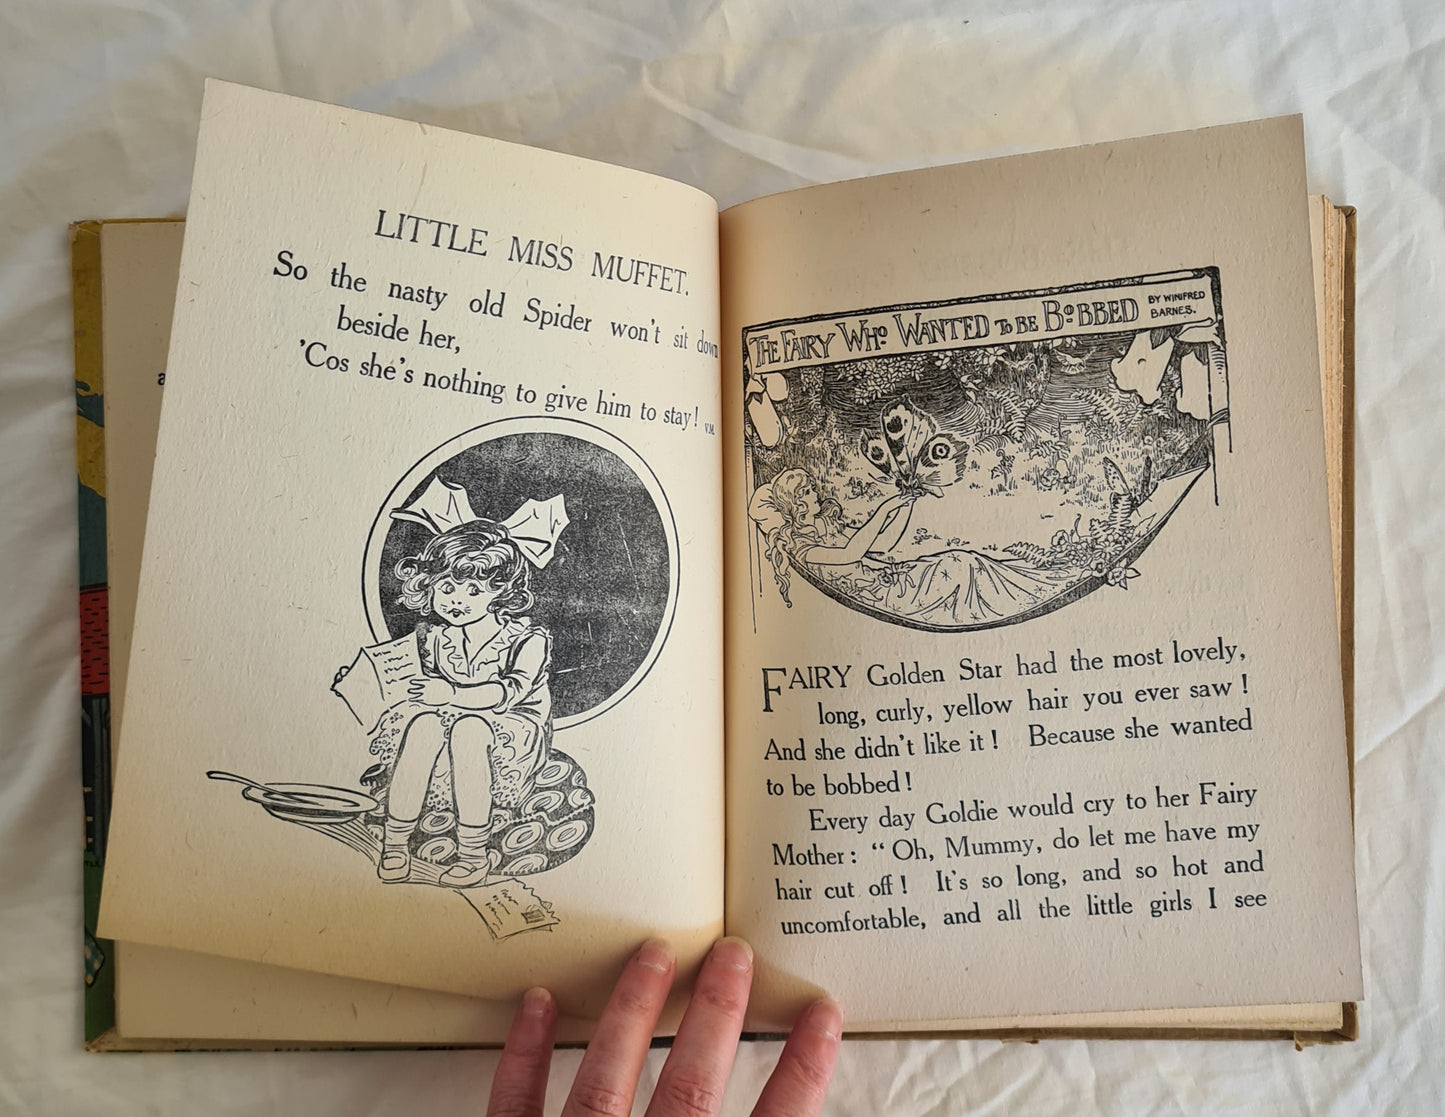 LITTLE MISS MUFFET.
So the nasty old Spider won't sit down
beside her,
'Cos she's nothing to give him to stay!
V.M.
a
THE FAIRY WHO WANTED TO BE BOBBED
BY WINIFRED
BARNES.
FAIRY Golden Star had the most lovely,
long, curly, yellow hair you ever saw!
And she didn't like it! Because she wanted
to be bobbed!
Every day Goldie would cry to her Fairy
Mother: “Oh, Mummy, do let me have my
hair cut off! It's so long, and so hot and
uncomfortable, and all the little girls I see